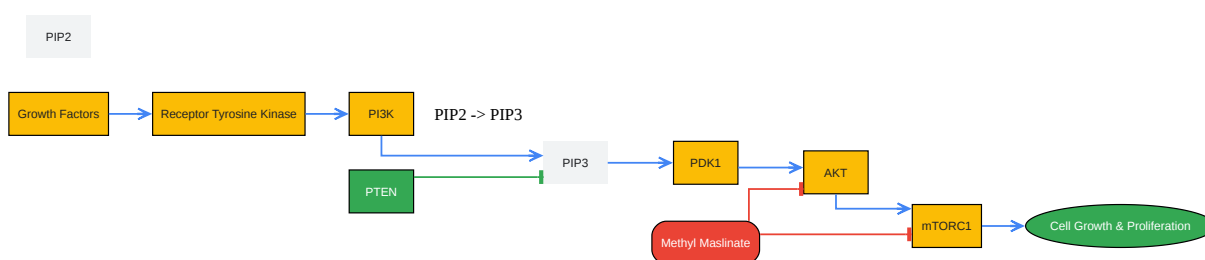 PIP2
Growth Factors
Receptor Tyrosine Kinase
PI3K
PIP2 -> PIP3
PIP3
PDK1
AKT
PTEN
mTORC1
Cell Growth & Proliferation
Methyl Maslinate